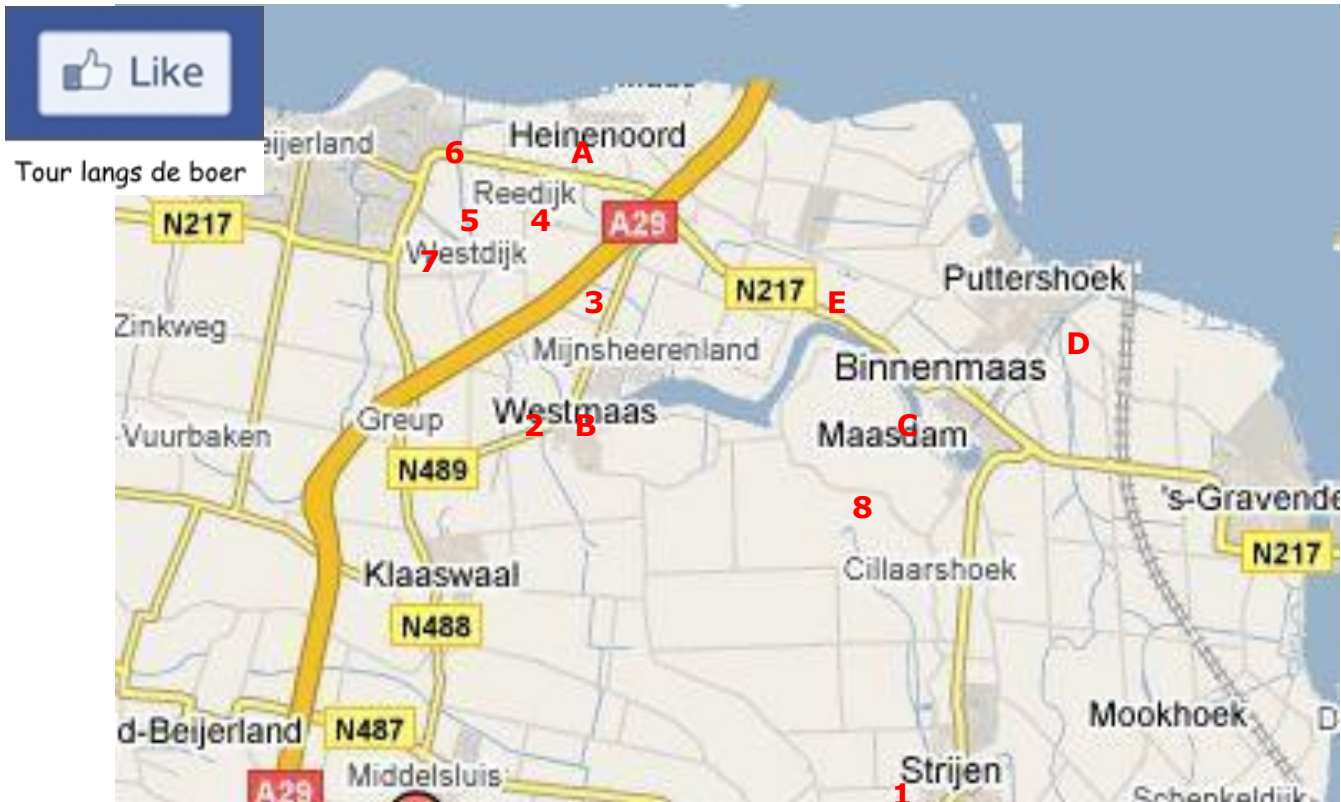 Like
Tour langs de boer
eijerland
Heinenoord
6
A
Reedijk
N217
5
4
A29
Westdijk
7
Puttershoek
N217
3
E
Zinkweg
Mijnsheerenland
D
Binnenmaas
Greup
Westmaas
2
B
C
-Vuurbaken
Maasdam
N489
's-Gravende
8
N217
Klaaswaal
Cillaarshoek
N488
d-Beijerland
N487
Mookhoek
D
Middelsluis
Strijen
A29
1
Schenkeldijk